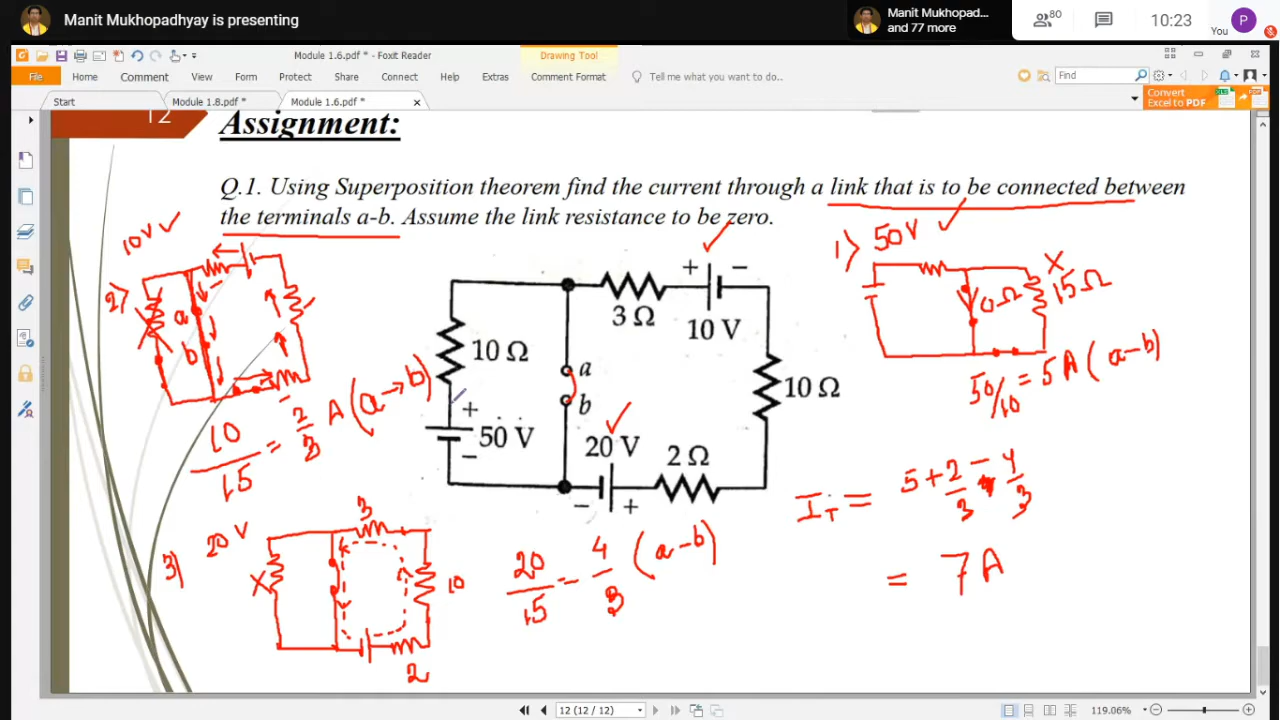 Manit Mukhopadhyay is presenting
Manit Mukhopad...
and 77 more
80
10:23
You
P
Module 1.6.pdf * - Foxit Reader
Drawing Tool
File
Home
Comment
View
Form
Protect
Share
Connect
Help
Extras
Comment Format
Tell me what you want to do..
Find
Start
Module 1.8.pdf *
Module 1.6.pdf *
Convert
Excel to PDF
12
Assignment:
Q.1. Using Superposition theorem find the current through a link that is to be connected between
the terminals a-b. Assume the link resistance to be zero.
10V
2)
a
b
10/15 = 2/3 A (a→b)
10 Ω
+
50 V
−
3 Ω
+ −
10 V
a
b
10 Ω
20 V
− +
2 Ω
1) 50V
0Ω
X
15Ω
50/10 = 5A (a-b)
3) 20V
X
3
10
2
20/15 = 4/3 (a-b)
I_T = 5 + 2/3 + 4/3
= 7A
12 (12 / 12)
119.06%